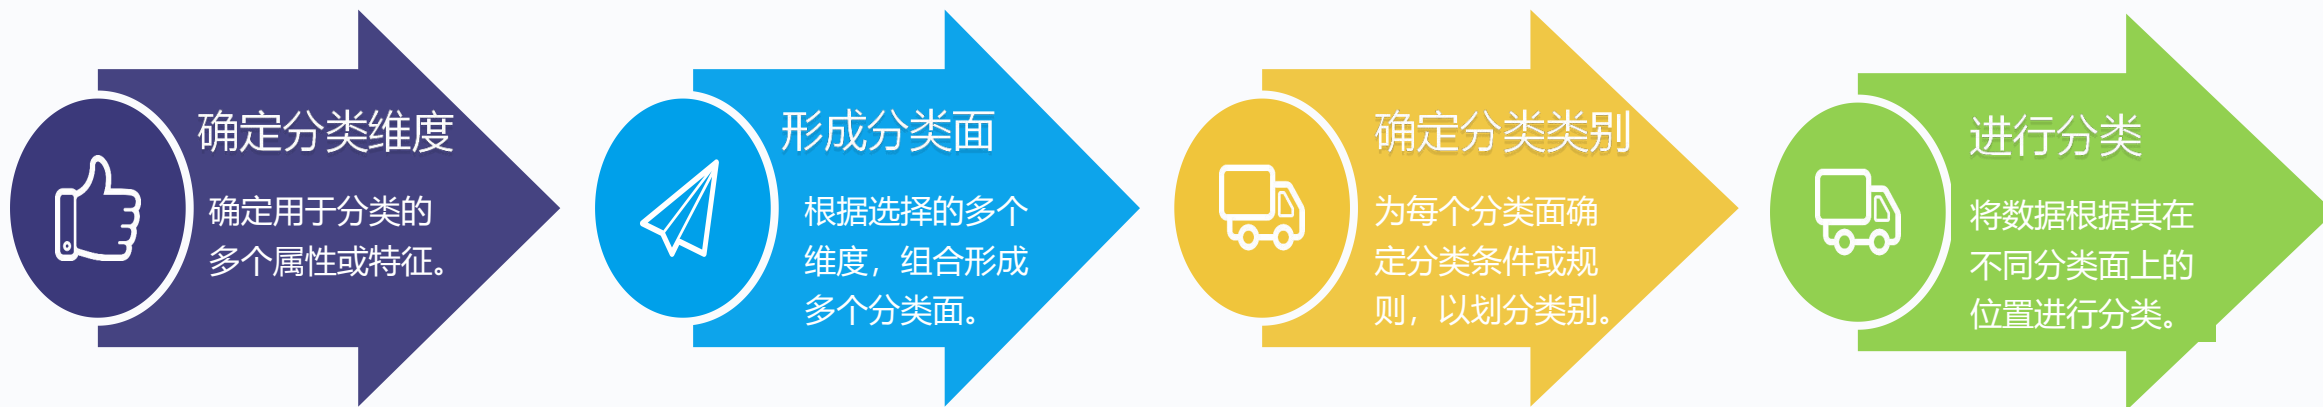 确定分类维度
确定用于分类的
多个属性或特征。
形成分类面
根据选择的多个
维度，组合形成
多个分类面。
确定分类类别
为每个分类面确
定分类条件或规
则，以划分类别。
进行分类
将数据根据其在
不同分类面上的
位置进行分类。